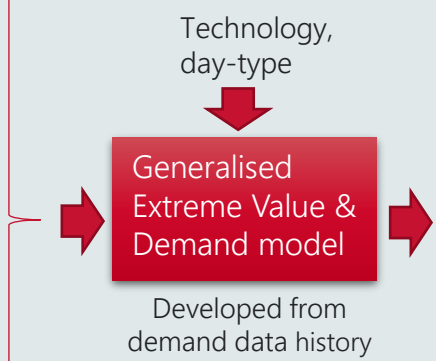 Technology,
day-type
Generalised
Extreme Value &
Demand model
Developed from
demand data history